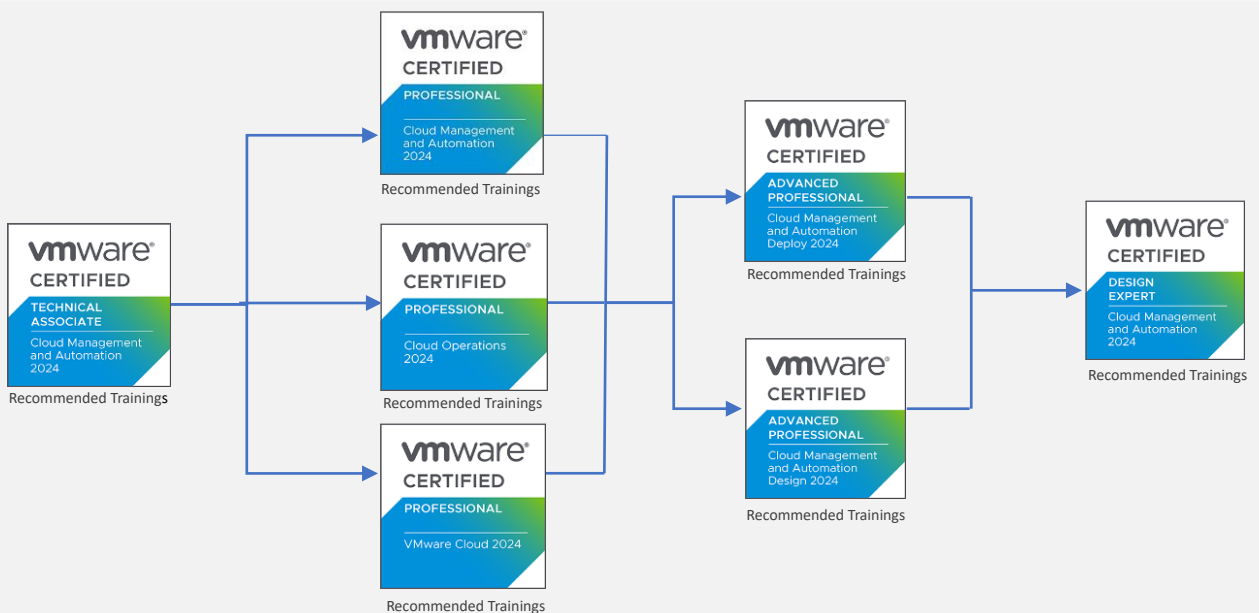 vmware®
CERTIFIED
TECHNICAL
ASSOCIATE
Cloud Management
and Automation
2024
Recommended Trainings
vmware®
CERTIFIED
PROFESSIONAL
Cloud Management
and Automation
2024
Recommended Trainings
vmware®
CERTIFIED
PROFESSIONAL
Cloud Operations
2024
Recommended Trainings
vmware®
CERTIFIED
PROFESSIONAL
VMware Cloud 2024
Recommended Trainings
vmware®
CERTIFIED
ADVANCED
PROFESSIONAL
Cloud Management
and Automation
Deploy 2024
Recommended Trainings
vmware®
CERTIFIED
ADVANCED
PROFESSIONAL
Cloud Management
and Automation
Design 2024
Recommended Trainings
vmware®
CERTIFIED
DESIGN
EXPERT
Cloud Management
and Automation
2024
Recommended Trainings